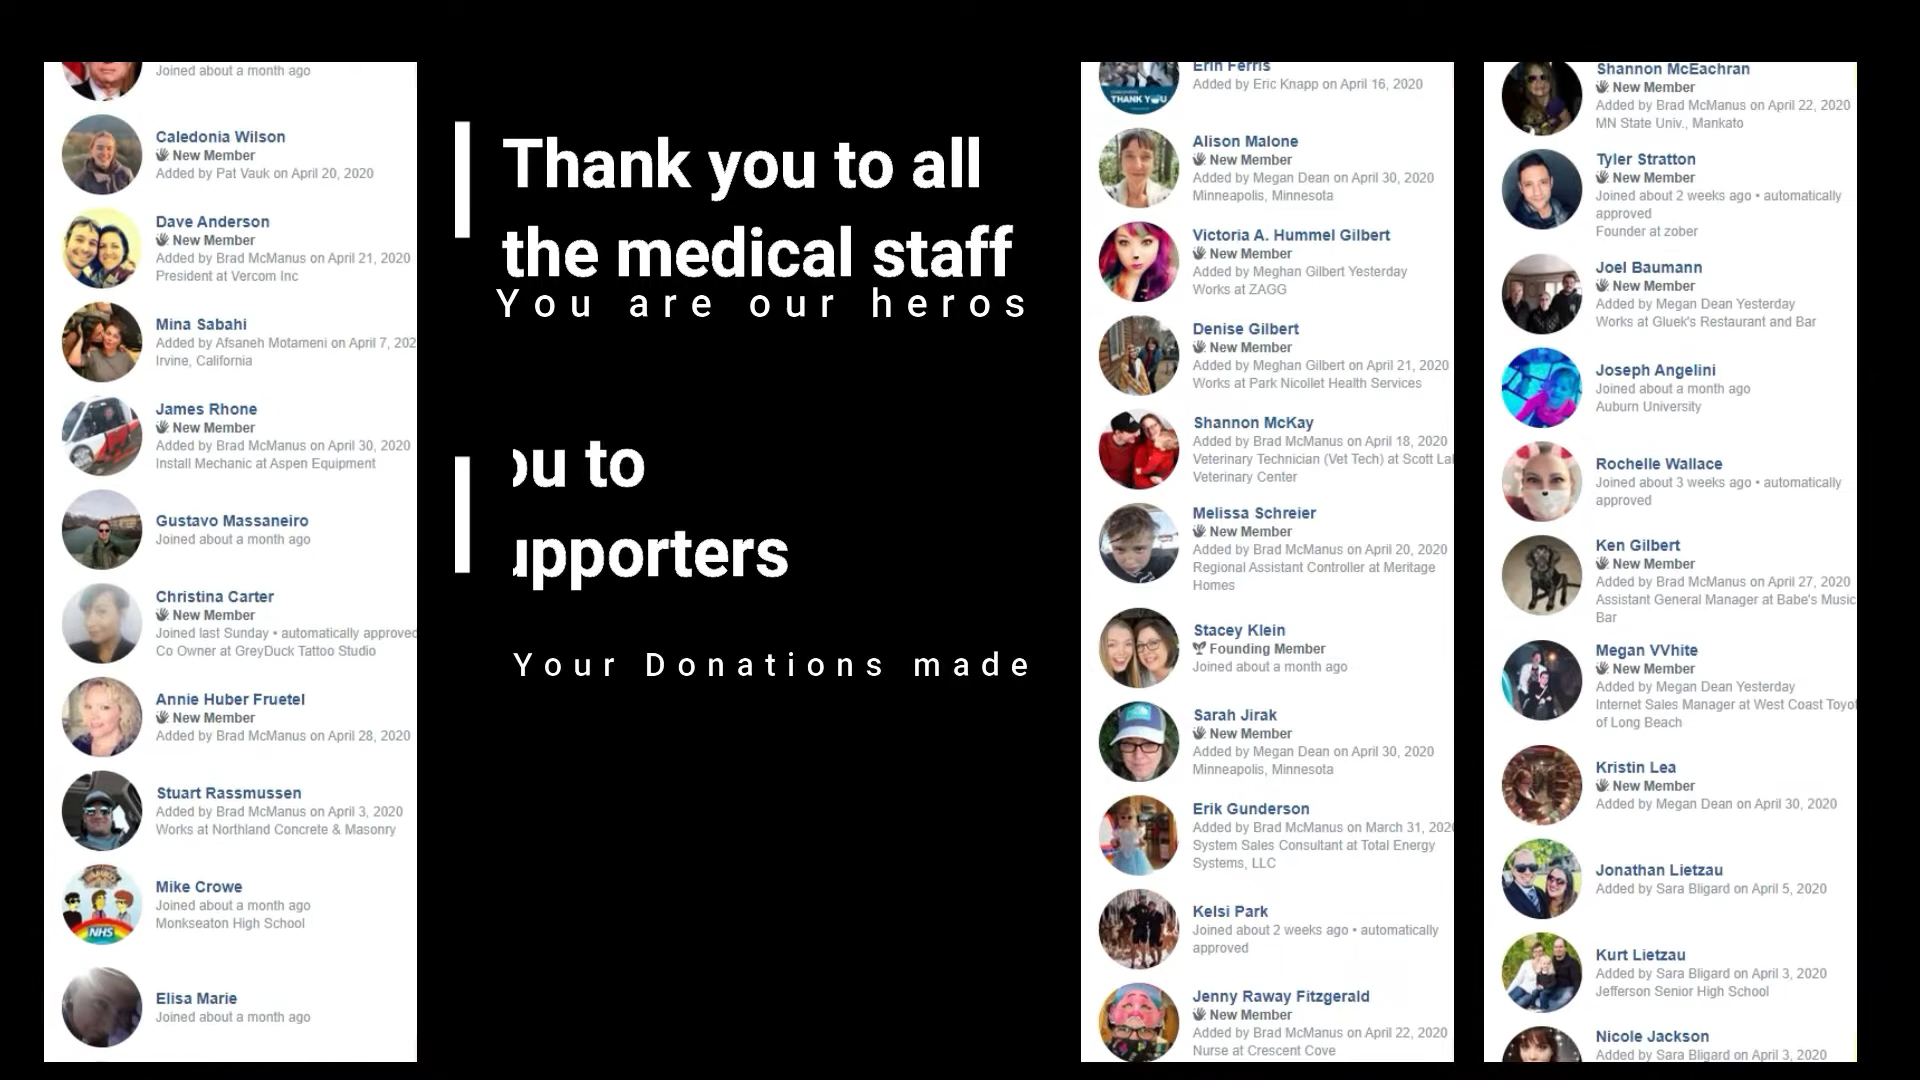 Joined about a month ago
Caledonia Wilson
New Member
Added by Pat Vauk on April 20, 2020
Dave Anderson
New Member
Added by Brad McManus on April 21, 2020
President at Vercom Inc
Mina Sabahi
Added by Afsaneh Motameni on April 7, 202
Irvine, California
James Rhone
New Member
Added by Brad McManus on April 30, 2020
Install Mechanic at Aspen Equipment
Gustavo Massaneiro
Joined about a month ago
Christina Carter
New Member
Joined last Sunday • automatically approved
Co Owner at GreyDuck Tattoo Studio
Annie Huber Fruetel
New Member
Added by Brad McManus on April 28, 2020
Stuart Rassmussen
Added by Brad McManus on April 3, 2020
Works at Northland Concrete & Masonry
Mike Crowe
Joined about a month ago
Monkseaton High School
NHS
Elisa Marie
Joined about a month ago
Thank you to all
the medical staff
You are our heros
ou to
upporters
Your Donations made
Erin Ferris
Added by Eric Knapp on April 16, 2020
THANK YOU
Alison Malone
New Member
Added by Megan Dean on April 30, 2020
Minneapolis, Minnesota
Victoria A. Hummel Gilbert
New Member
Added by Meghan Gilbert Yesterday
Works at ZAGG
Denise Gilbert
New Member
Added by Meghan Gilbert on April 21, 2020
Works at Park Nicollet Health Services
Shannon McKay
Added by Brad McManus on April 18, 2020
Veterinary Technician (Vet Tech) at Scott Lal
Veterinary Center
Melissa Schreier
New Member
Added by Brad McManus on April 20, 2020
Regional Assistant Controller at Meritage
Homes
Stacey Klein
Founding Member
Joined about a month ago
Sarah Jirak
New Member
Added by Megan Dean on April 30, 2020
Minneapolis, Minnesota
Erik Gunderson
Added by Brad McManus on March 31, 2020
System Sales Consultant at Total Energy
Systems, LLC
Kelsi Park
Joined about 2 weeks ago • automatically
approved
Jenny Raway Fitzgerald
New Member
Added by Brad McManus on April 22, 2020
Nurse at Crescent Cove
Shannon McEachran
New Member
Added by Brad McManus on April 22, 2020
MN State Univ., Mankato
Tyler Stratton
New Member
Joined about 2 weeks ago • automatically
approved
Founder at zober
Joel Baumann
New Member
Added by Megan Dean Yesterday
Works at Gluek's Restaurant and Bar
Joseph Angelini
Joined about a month ago
Auburn University
Rochelle Wallace
Joined about 3 weeks ago • automatically
approved
Ken Gilbert
New Member
Added by Brad McManus on April 27, 2020
Assistant General Manager at Babe's Music
Bar
Megan VVhite
New Member
Added by Megan Dean Yesterday
Internet Sales Manager at West Coast Toyot
of Long Beach
Kristin Lea
New Member
Added by Megan Dean on April 30, 2020
Jonathan Lietzau
Added by Sara Bligard on April 5, 2020
Kurt Lietzau
Added by Sara Bligard on April 3, 2020
Jefferson Senior High School
Nicole Jackson
Added by Sara Bligard on April 3, 2020